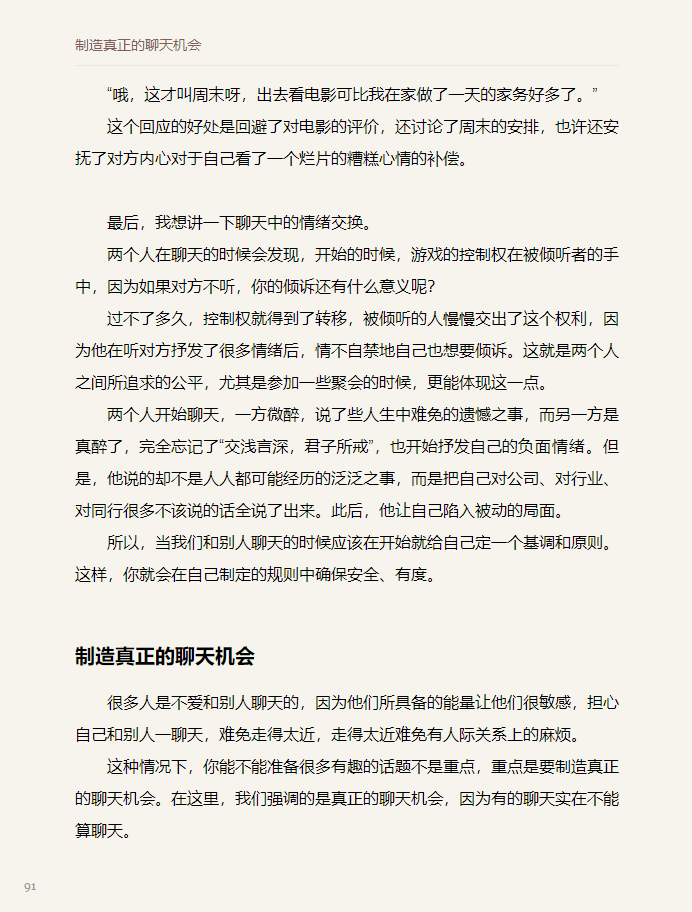 制造真正的聊天机会
“哦，这才叫周末呀，出去看电影可比我在家做了一天的家务好多了。”
这个回应的好处是回避了对电影的评价，还讨论了周末的安排，也许还安
抚了对方内心对于自己看了一个烂片的糟糕心情的补偿。
最后，我想讲一下聊天中的情绪交换。
两个人在聊天的时候会发现，开始的时候，游戏的控制权在被倾听者的手
中，因为如果对方不听，你的倾诉还有什么意义呢？
过不了多久，控制权就得到了转移，被倾听的人慢慢交出了这个权利，因
为他在听对方抒发了很多情绪后，情不自禁地自己也想要倾诉。这就是两个人
之间所追求的公平，尤其是参加一些聚会的时候，更能体现这一点。
两个人开始聊天，一方微醉，说了些人生中难免的遗憾之事，而另一方是
真醉了，完全忘记了“交浅言深，君子所戒”，也开始抒发自己的负面情绪。但
是，他说的却不是人人都可能经历的泛泛之事，而是把自己对公司、对行业、
对同行很多不该说的话全说了出来。此后，他让自己陷入被动的局面。
所以，当我们和别人聊天的时候应该在开始就给自己定一个基调和原则。
这样，你就会在自己制定的规则中确保安全、有度。
制造真正的聊天机会
很多人是不爱和别人聊天的，因为他们所具备的能量让他们很敏感，担心
自己和别人一聊天，难免走得太近，走得太近难免有人际关系上的麻烦。
这种情况下，你能不能准备很多有趣的话题不是重点，重点是要制造真正
的聊天机会。在这里，我们强调的是真正的聊天机会，因为有的聊天实在不能
算聊天。
91